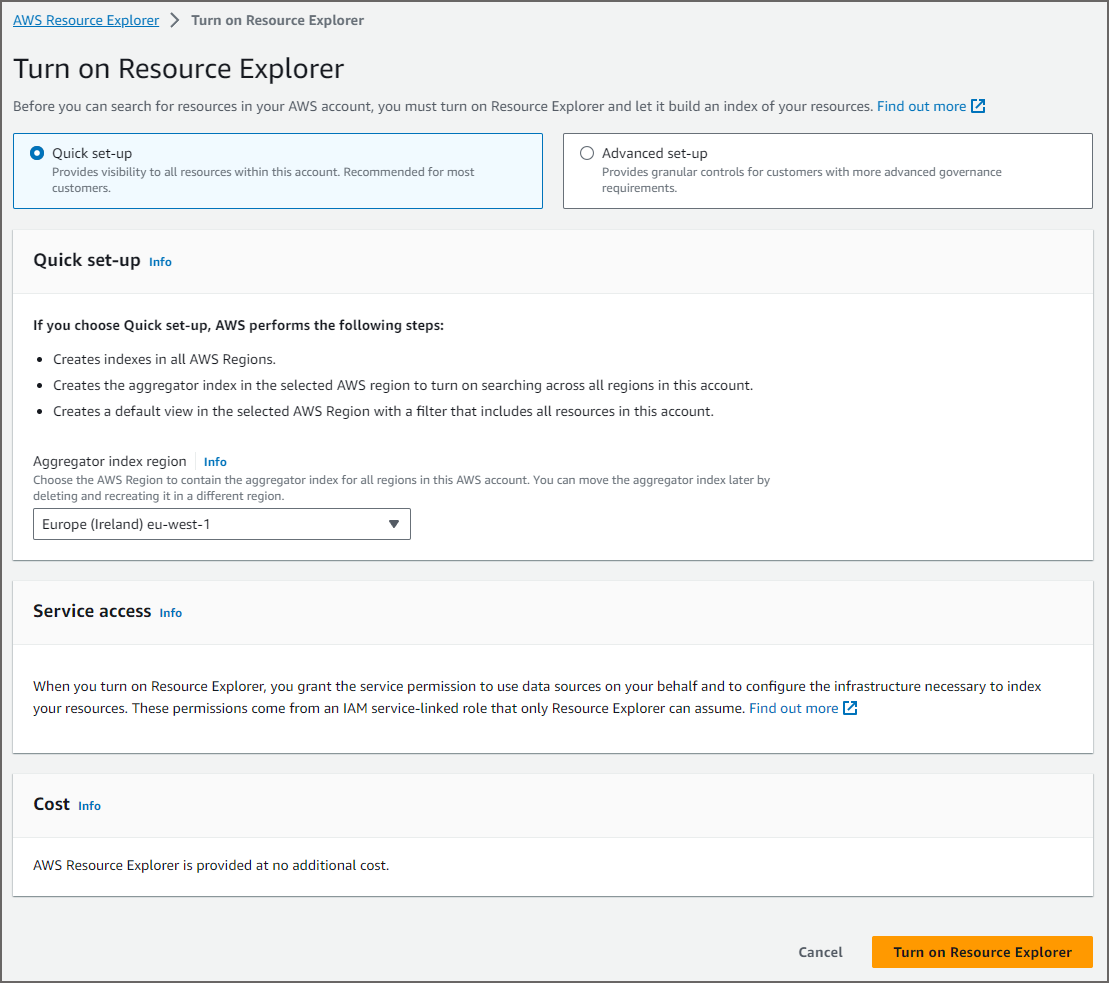 AWS Resource Explorer > Turn on Resource Explorer
Turn on Resource Explorer
Before you can search for resources in your AWS account, you must turn on Resource Explorer and let it build an index of your resources. Find out more
Quick set-up
Provides visibility to all resources within this account. Recommended for most
customers.
Advanced set-up
Provides granular controls for customers with more advanced governance
requirements.
Quick set-up Info
If you choose Quick set-up, AWS performs the following steps:
• Creates indexes in all AWS Regions.
• Creates the aggregator index in the selected AWS region to turn on searching across all regions in this account.
• Creates a default view in the selected AWS Region with a filter that includes all resources in this account.
Aggregator index region Info
Choose the AWS Region to contain the aggregator index for all regions in this AWS account. You can move the aggregator index later by
deleting and recreating it in a different region.
Europe (Ireland) eu-west-1
Service access Info
When you turn on Resource Explorer, you grant the service permission to use data sources on your behalf and to configure the infrastructure necessary to index
your resources. These permissions come from an IAM service-linked role that only Resource Explorer can assume. Find out more
Cost Info
AWS Resource Explorer is provided at no additional cost.
Cancel
Turn on Resource Explorer